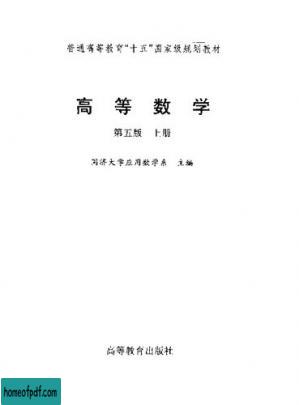 普通高等教育“十五”国家级规划教材
高等数学
第五版 上册
同济大学应用数学系 主编
高等教育出版社
homeofpdf.com